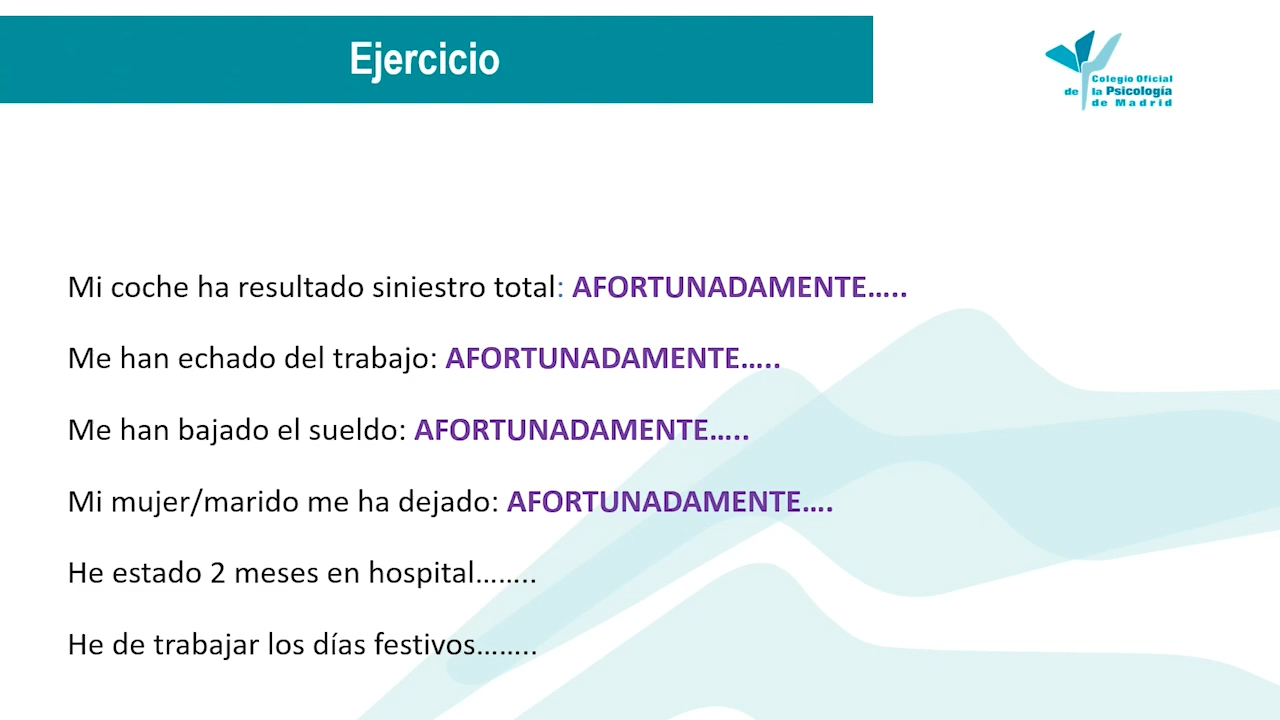 Ejercicio
Colegio Oficial
de la Psicología
de Madrid
Mi coche ha resultado siniestro total: AFORTUNADAMENTE.....
Me han echado del trabajo: AFORTUNADAMENTE.....
Me han bajado el sueldo: AFORTUNADAMENTE.....
Mi mujer/marido me ha dejado: AFORTUNADAMENTE....
He estado 2 meses en hospital........
He de trabajar los días festivos........